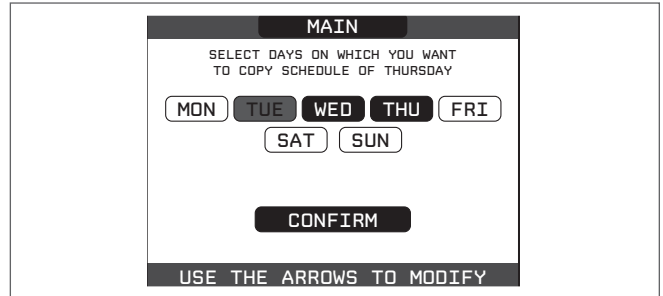 MAIN
SELECT DAYS ON WHICH YOU WANT
TO COPY SCHEDULE OF THURSDAY
MON TUE WED THU FRI
SAT SUN
CONFIRM
USE THE ARROWS TO MODIFY